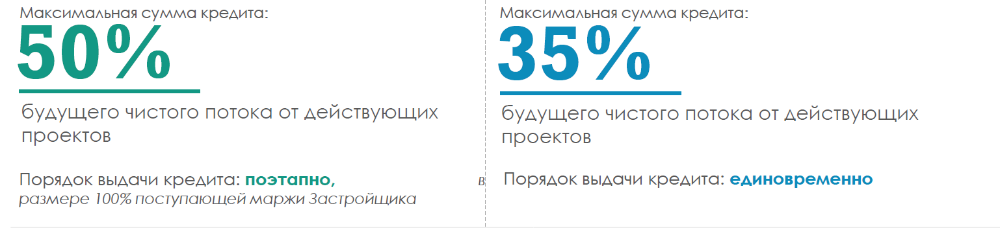 Максимальная сумма кредита:
50%
будущего чистого потока от действующих
проектов
Порядок выдачи кредита: поэтапно, в
размере 100% поступающей маржи Застройщика
Максимальная сумма кредита:
35%
будущего чистого потока от действующих
проектов
Порядок выдачи кредита: единовременно